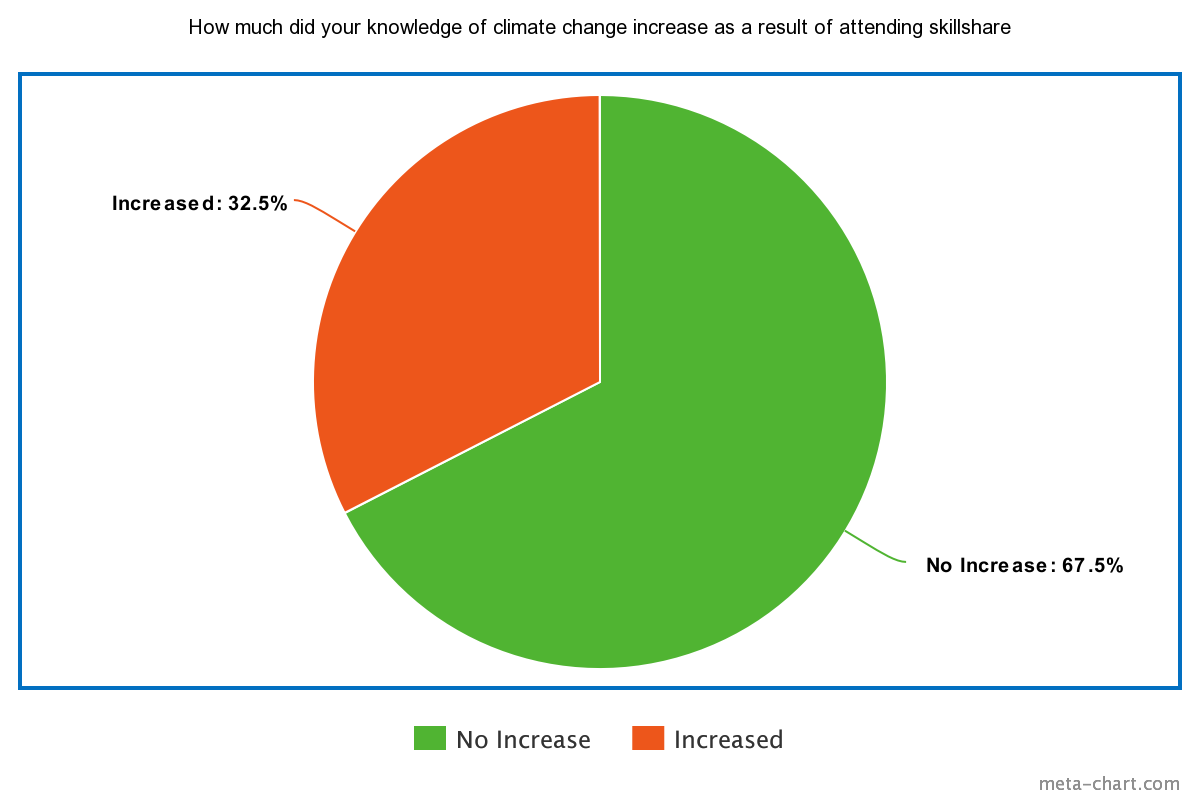 How much did your knowledge of climate change increase as a result of attending skillshare
Increased: 32.5%
No Increase: 67.5%
No Increase Increased
meta-chart.com